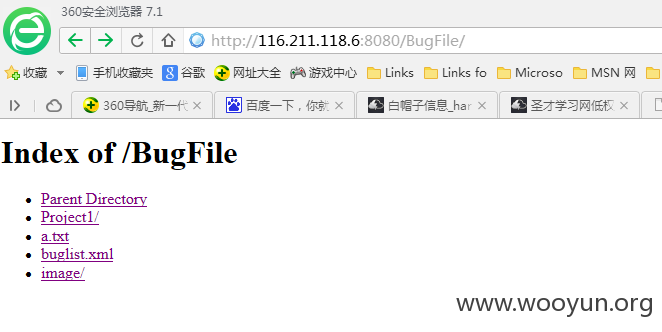 360安全浏览器 7.1
http://116.211.118.6:8080/BugFile/
收藏 手机收藏夹 谷歌 网址大全 游戏中心 Links Links fo Microso MSN 网
360导航_新一代 百度一下，你就 白帽子信息_har 圣才学习网低权
Index of /BugFile
Parent Directory
Project1/
a.txt
buglist.xml
image/
www.wooyun.org